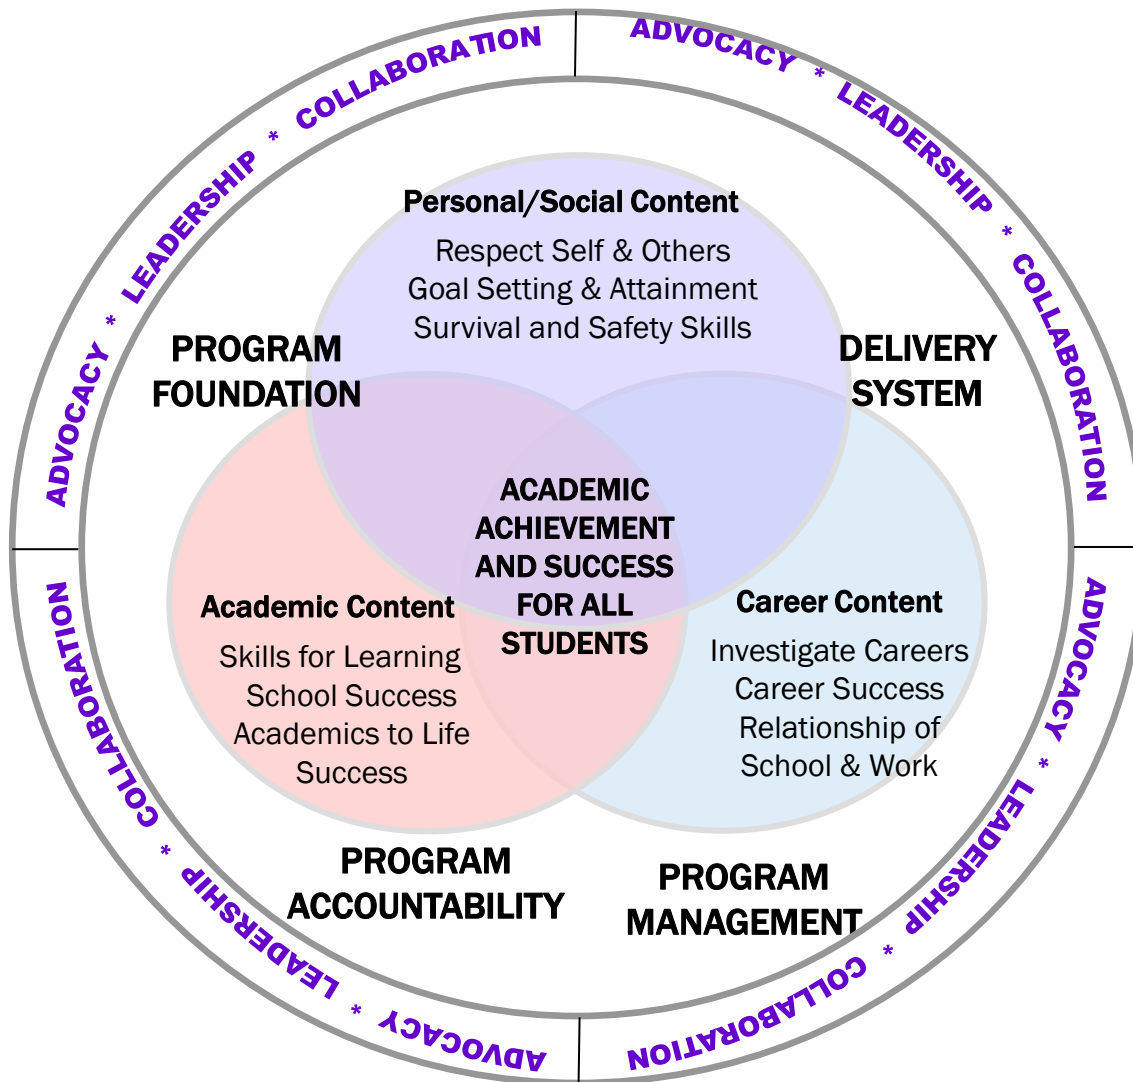 ADVOCACY * LEADERSHIP * COLLABORATION
ADVOCACY * LEADERSHIP * COLLABORATION
Personal/Social Content
Respect Self & Others
Goal Setting & Attainment
Survival and Safety Skills
PROGRAM
FOUNDATION
DELIVERY
SYSTEM
ACADEMIC
ACHIEVEMENT
AND SUCCESS
FOR ALL
STUDENTS
Academic Content
Skills for Learning
School Success
Academics to Life
Success
Career Content
Investigate Careers
Career Success
Relationship of
School & Work
PROGRAM
ACCOUNTABILITY
PROGRAM
MANAGEMENT
ADVOCACY * LEADERSHIP * COLLABORATION
ADVOCACY * LEADERSHIP * COLLABORATION